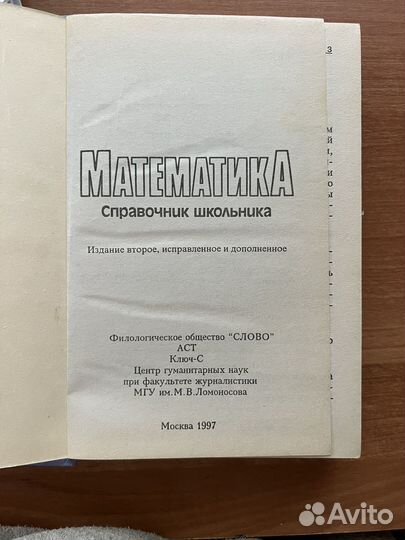 МАТЕМАТИКА
Справочник школьника
Издание второе, исправленное и дополненное
Филологическое общество "СЛОВО"
АСТ
Ключ-С
Центр гуманитарных наук
при факультете журналистики
МГУ им.М.В.Ломоносова
Москва 1997
3
Avito